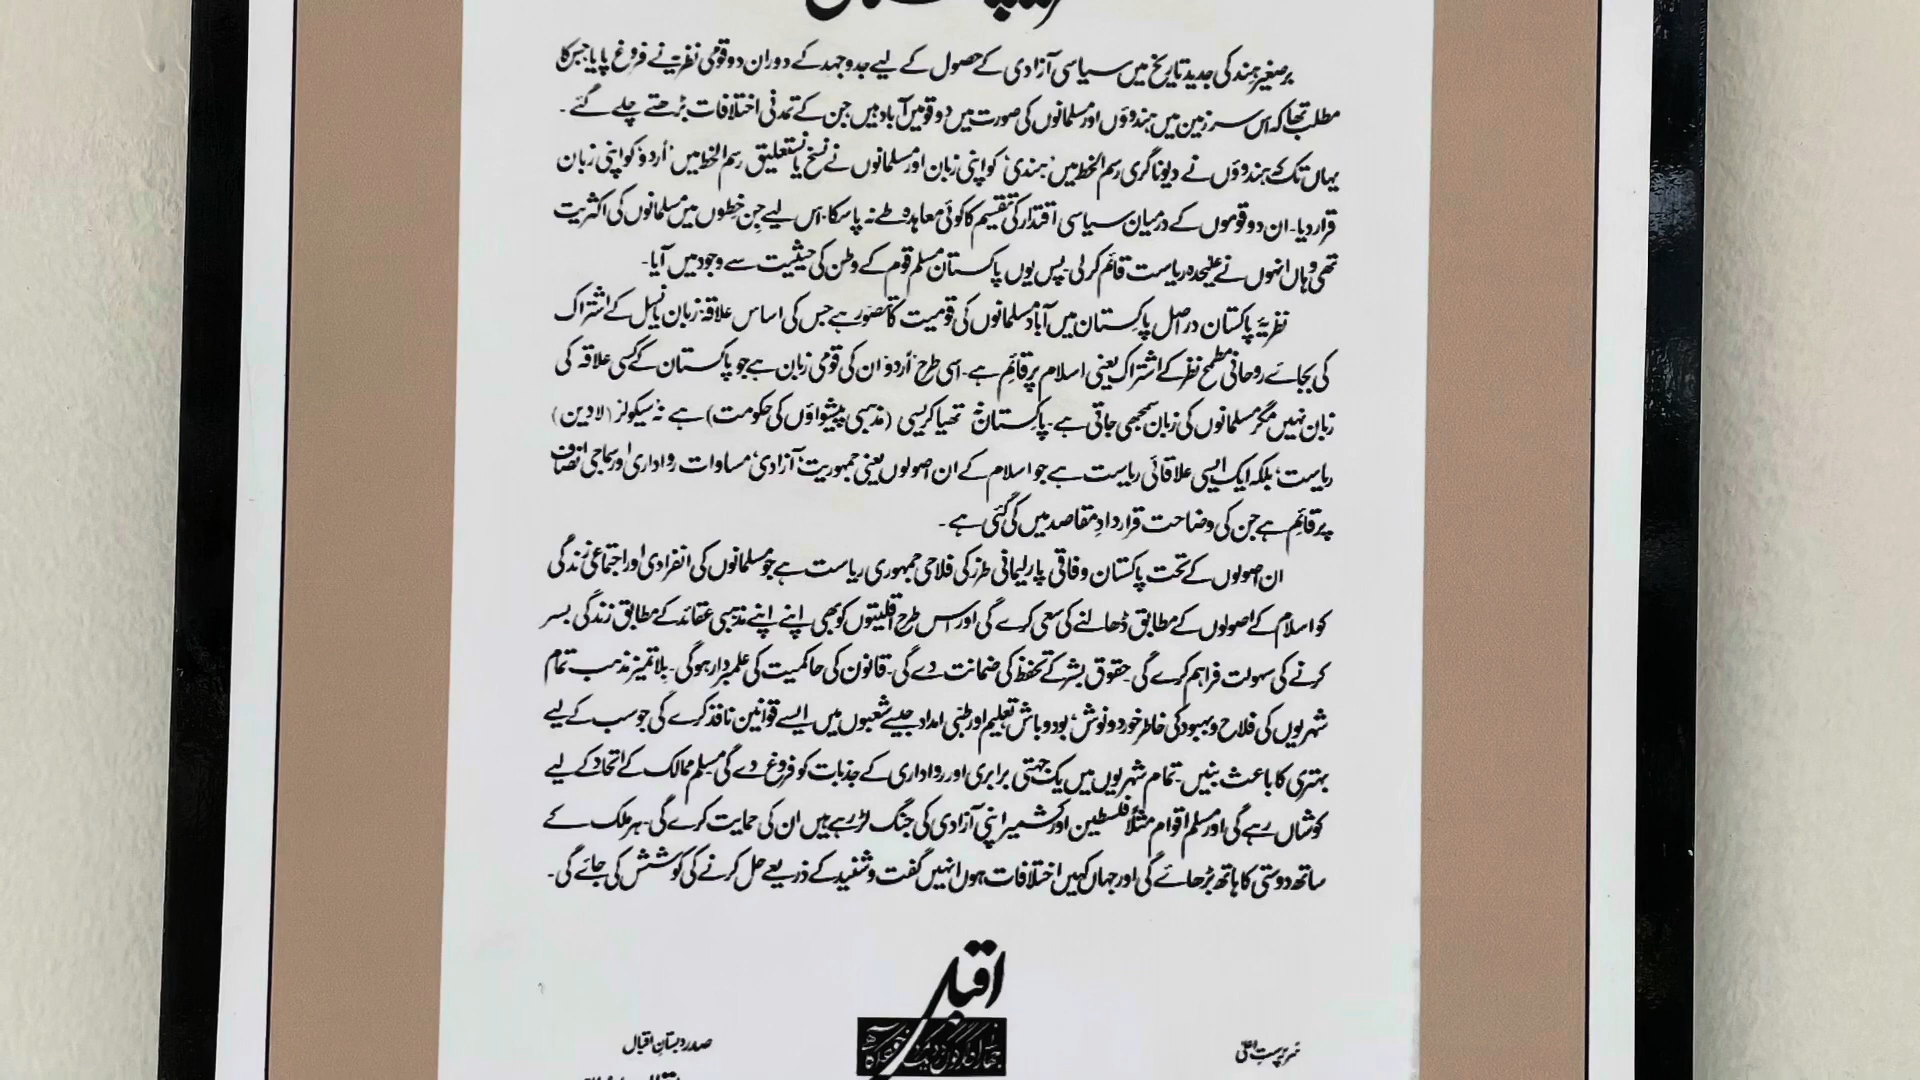 برصغیر ہند کی جدید تاریخ میں سیاسی آزادی کے حصول کے لیے جدوجہد کے دوران دو قومی نظریۓ نے فروغ پایا جس کا
مطلب تھا کہ اس سرزمین میں ہندوؤں اور مسلمانوں کی صورت میں دو قومیں آباد ہیں جن کے تمدنی اختلافات بڑھتے چلے گئے ۔
یہاں تک کہ ہندوؤں نے دیوناگری رسم الخط میں ’ہندی‘ کو اپنی زبان اور مسلمانوں نے نسخ یا نستعلیق رسم الخط میں ’اُردو‘ کو اپنی زبان
قرار دیا۔ ان دو قوموں کے درمیان سیاسی اقتدار کی تقسیم کا کوئی معاہدہ طے نہ پا سکا۔ اس لیے جن خطوں میں مسلمانوں کی اکثریت
تھی وہاں انہوں نے علیحدہ ریاست قائم کر لی۔ پس یوں پاکستان مسلم قوم کے وطن کی حیثیت سے وجود میں آیا۔
نظریۂ پاکستان دراصل پاکستان میں آباد مسلمانوں کی قومیت کا تصور ہے جس کی اساس علاقہ، زبان یا نسل کے اشتراک
کی بجائے روحانی مطمح نظر کے اشتراک یعنی اسلام پر قائم ہے۔ اسی طرح ’اُردو‘ ان کی قومی زبان ہے جو پاکستان کے کسی علاقہ کی
زبان نہیں مگر مسلمانوں کی زبان سمجھی جاتی ہے۔ پاکستان نہ تھیاکریسی (مذہبی پیشواؤں کی حکومت) ہے نہ سیکولر (لادین)
ریاست، بلکہ ایک ایسی علاقائی ریاست ہے جو اسلام کے ان اصولوں یعنی جمہوریت، آزادی، مساوات رواداری اور سماجی انصاف
پر قائم ہے جن کی وضاحت قراردادِ مقاصد میں کی گئی ہے ۔
ان اصولوں کے تحت پاکستان وفاقی پارلیمانی طرز کی فلاحی جمہوری ریاست ہے جو مسلمانوں کی انفرادی اور اجتماعی زندگی
کو اسلام کے اصولوں کے مطابق ڈھالنے کی سعی کرے گی اور اس طرح اقلیتوں کو بھی اپنے اپنے مذہبی عقائد کے مطابق زندگی بسر
کرنے کی سہولت فراہم کرے گی۔ حقوق بشر کے تحفظ کی ضمانت دے گی۔ قانون کی حاکمیت کی علمبردار ہو گی۔ بلا تمیز مذہب تمام
شہریوں کی فلاح و بہبود کی خاطر خورد و نوش، بود و باش، تعلیم اور طبی امداد جیسے شعبوں میں ایسے قوانین نافذ کرے گی جو سب کے لیے
بہتری کا باعث بنیں۔ تمام شہریوں میں یک جہتی برابری اور رواداری کے جذبات کو فروغ دے گی۔ مسلم ممالک کے اتحاد کے لیے
کوشاں رہے گی اور مسلم اقوام مثلاً فلسطین اور کشمیر اپنی آزادی کی جنگ لڑ رہے ہیں ان کی حمایت کرے گی۔ ہر ملک کے
ساتھ دوستی کا ہاتھ بڑھائے گی اور جہاں کہیں اختلافات ہوں انہیں گفت و شنید کے ذریعے حل کرنے کی کوشش کی جائے گی۔
اقبال
سرپرستِ اعلیٰ
صدر دبستانِ اقبال